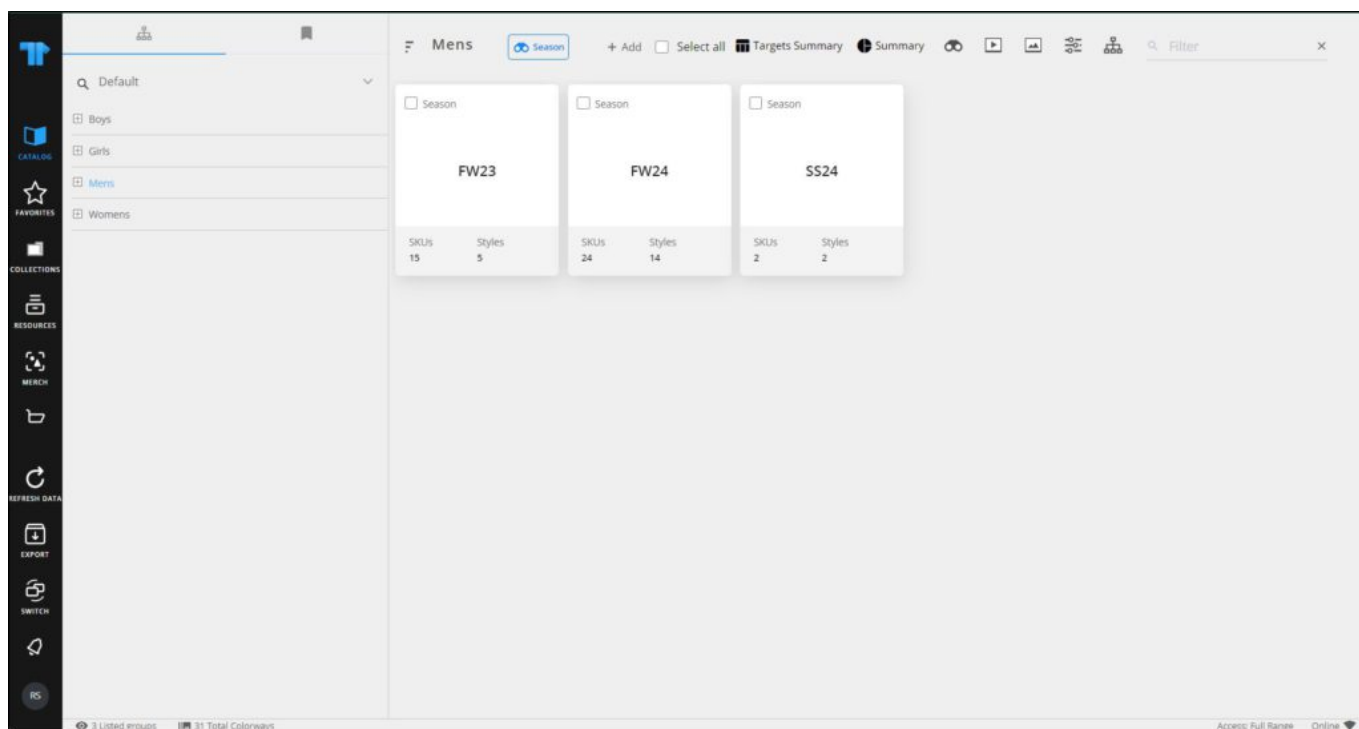 CATALOG
FAVORITES
COLLECTIONS
RESOURCES
MERCH
REFRESH DATA
EXPORT
SWITCH
RS
Default
Boys
Girls
Mens
Womens
Mens Season + Add Select all Targets Summary Summary Filter
Season
FW23
SKUs Styles
15 5
Season
FW24
SKUs Styles
24 14
Season
SS24
SKUs Styles
2 2
3 Listed groups 31 Total Colorways Access: Full Range Online